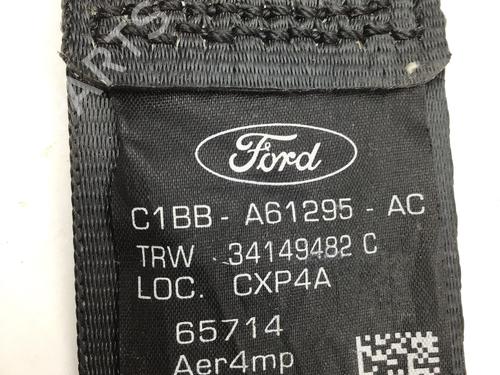 Ford
C1BB - A61295 - AC
TRW 34149482 C
LOC. CXP4A
65714
Aer4mp